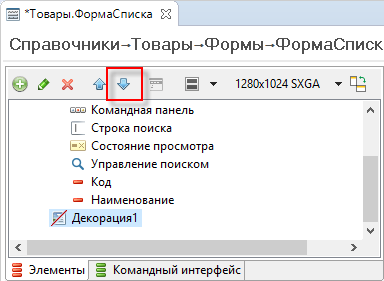 *Товары.ФормаСписка
Справочники→Товары→Формы→ФормаСписк
1280x1024 SXGA
Командная панель
Строка поиска
Состояние просмотра
Управление поиском
Код
Наименование
Декорация1
Элементы Командный интерфейс